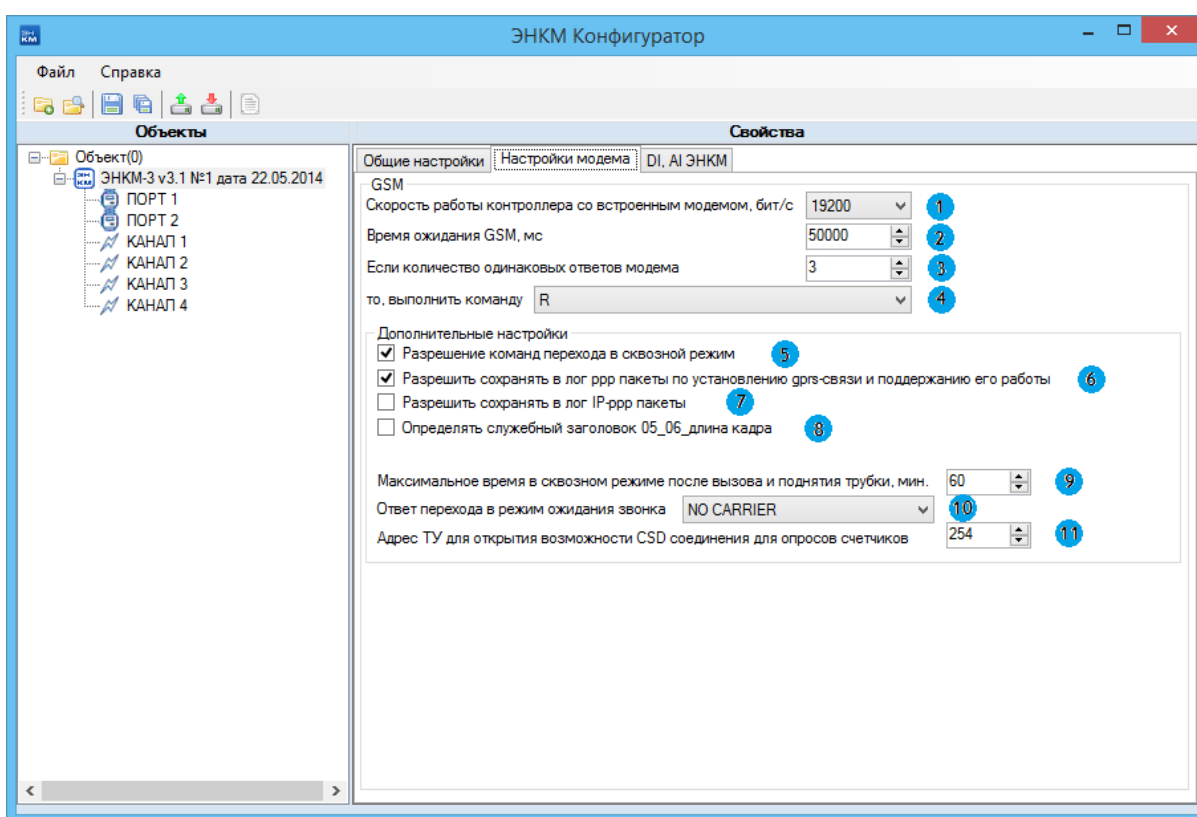 ЭНКМ Конфигуратор
Файл Справка
Объекты Свойства
Объект(0)
ЭНКМ-3 v3.1 №1 дата 22.05.2014
ПОРТ 1
ПОРТ 2
КАНАЛ 1
КАНАЛ 2
КАНАЛ 3
КАНАЛ 4
Общие настройки Настройки модема DI, AI ЭНКМ
GSM
Скорость работы контроллера со встроенным модемом, бит/с 19200 1
Время ожидания GSM, мс 50000 2
Если количество одинаковых ответов модема 3 3
то, выполнить команду R 4
Дополнительные настройки
Разрешение команд перехода в сквозной режим 5
Разрешить сохранять в лог ppp пакеты по установлению gprs-связи и поддержанию его работы 6
Разрешить сохранять в лог IP-ppp пакеты 7
Определять служебный заголовок 05_06_длина кадра 8
Максимальное время в сквозном режиме после вызова и поднятия трубки, мин. 60 9
Ответ перехода в режим ожидания звонка NO CARRIER 10
Адрес ТУ для открытия возможности CSD соединения для опросов счетчиков 254 11